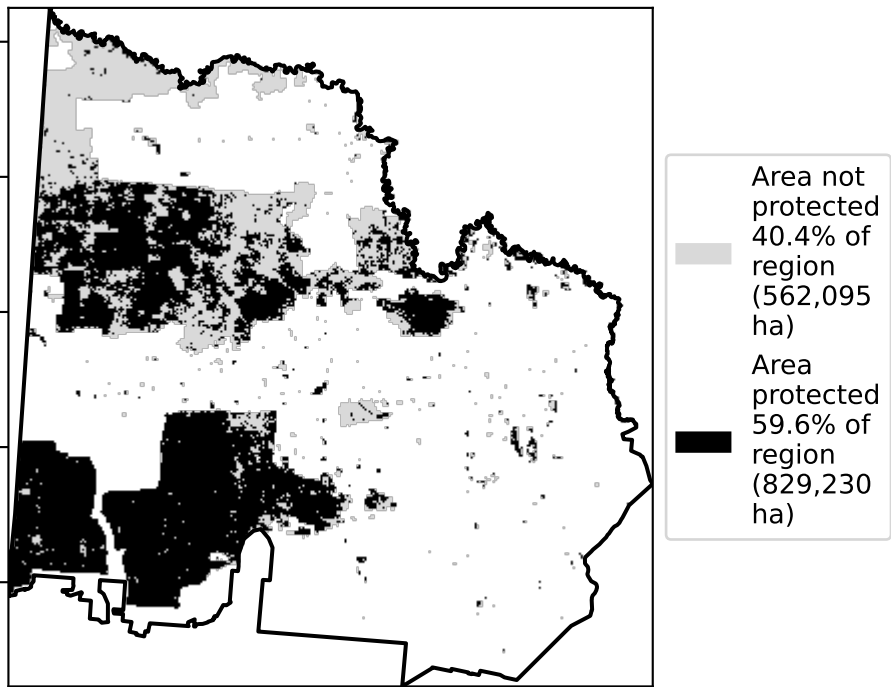 Area not
protected
40.4% of
region
(562,095
ha)
Area
protected
59.6% of
region
(829,230
ha)